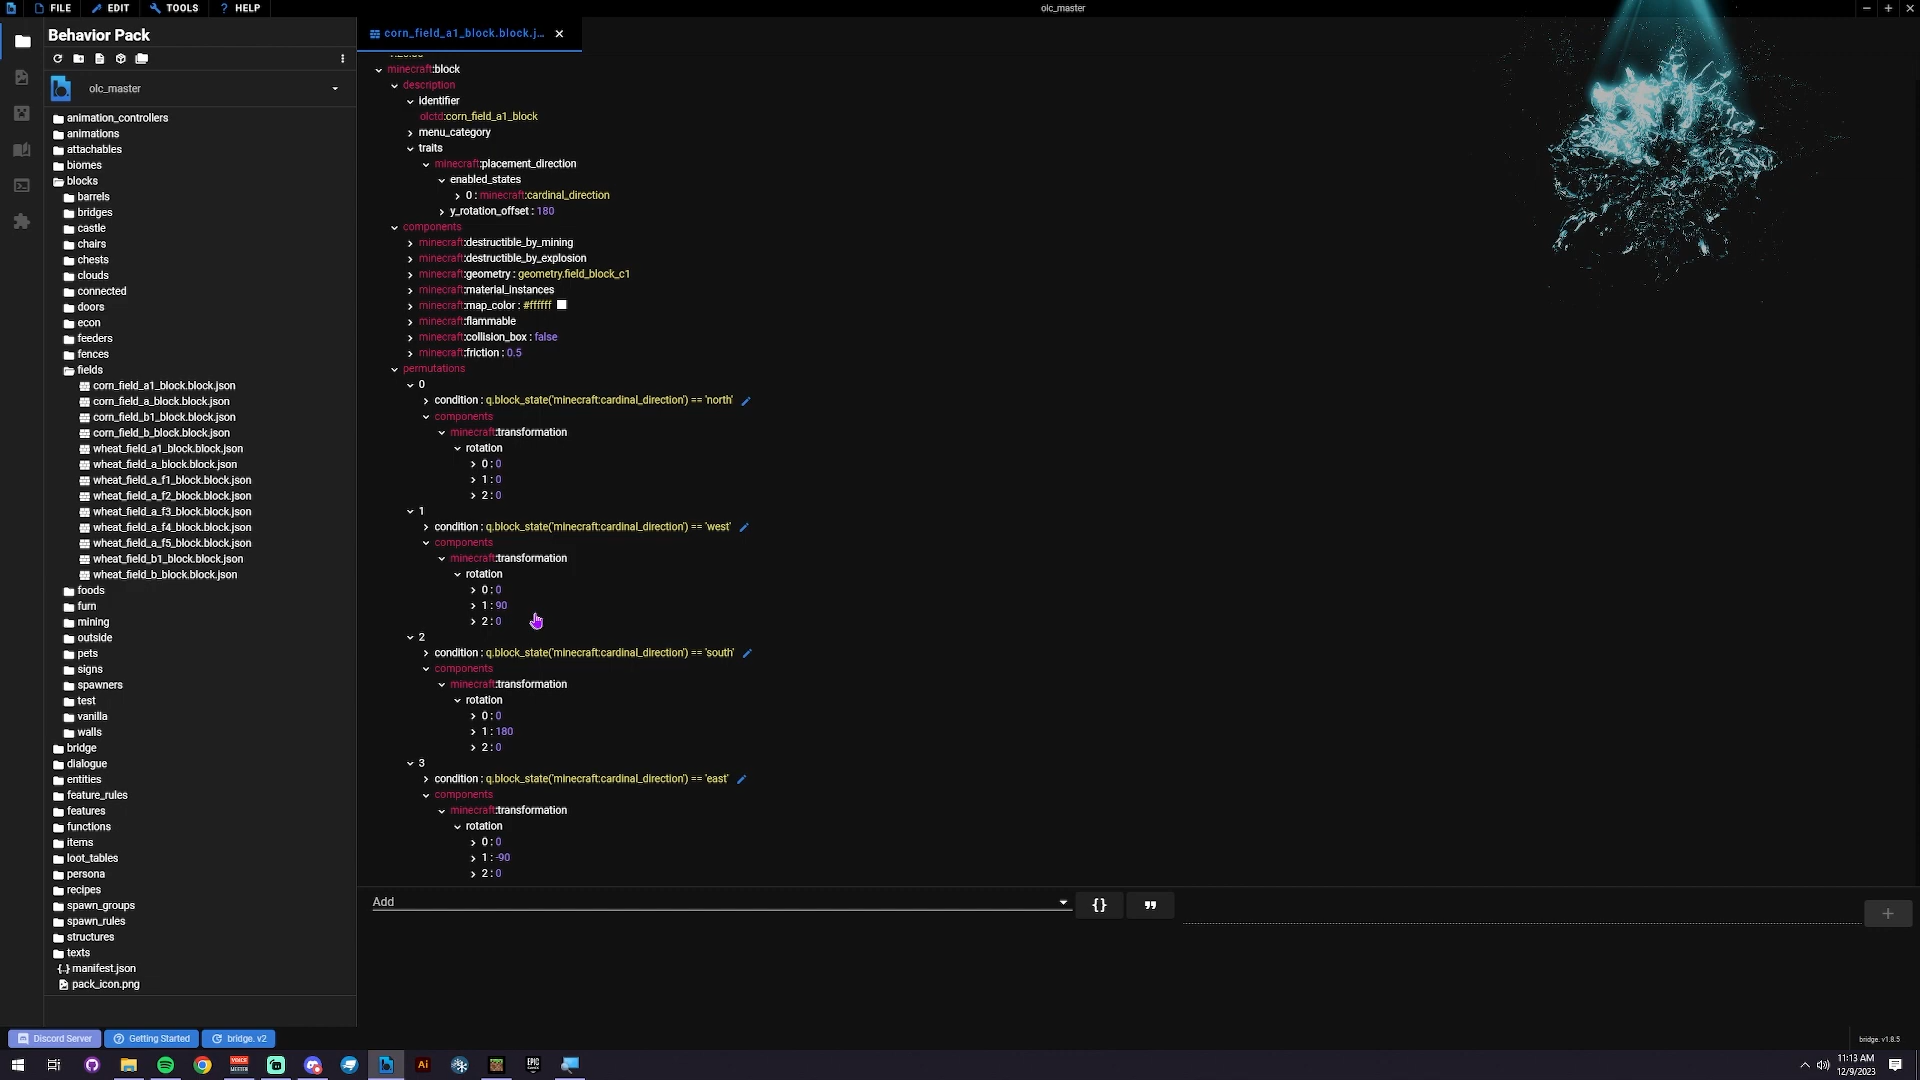 FILE EDIT TOOLS ? HELP
olc_master
Behavior Pack
corn_field_a1_block.block.j...
olc_master
animation_controllers
animations
attachables
biomes
blocks
barrels
bridges
castle
chairs
chests
clouds
connected
doors
econ
feeders
fences
fields
corn_field_a1_block.block.json
corn_field_a_block.block.json
corn_field_b1_block.block.json
corn_field_b_block.block.json
wheat_field_a1_block.block.json
wheat_field_a_block.block.json
wheat_field_a_f1_block.block.json
wheat_field_a_f2_block.block.json
wheat_field_a_f3_block.block.json
wheat_field_a_f4_block.block.json
wheat_field_a_f5_block.block.json
wheat_field_b1_block.block.json
wheat_field_b_block.block.json
foods
furn
mining
outside
pets
signs
spawners
test
vanilla
walls
bridge
dialogue
entities
feature_rules
features
functions
items
loot_tables
persona
recipes
spawn_groups
spawn_rules
structures
texts
{..} manifest.json
pack_icon.png
minecraft:block
description
identifier
olctd:corn_field_a1_block
menu_category
traits
minecraft:placement_direction
enabled_states
0 : minecraft:cardinal_direction
y_rotation_offset : 180
components
minecraft:destructible_by_mining
minecraft:destructible_by_explosion
minecraft:geometry : geometry.field_block_c1
minecraft:material_instances
minecraft:map_color : #ffffff
minecraft:flammable
minecraft:collision_box : false
minecraft:friction : 0.5
permutations
0
condition : q.block_state('minecraft:cardinal_direction') == 'north'
components
minecraft:transformation
rotation
0 : 0
1 : 0
2 : 0
1
condition : q.block_state('minecraft:cardinal_direction') == 'west'
components
minecraft:transformation
rotation
0 : 0
1 : 90
2 : 0
2
condition : q.block_state('minecraft:cardinal_direction') == 'south'
components
minecraft:transformation
rotation
0 : 0
1 : 180
2 : 0
3
condition : q.block_state('minecraft:cardinal_direction') == 'east'
components
minecraft:transformation
rotation
0 : 0
1 : -90
2 : 0
Add
{}
Discord Server Getting Started bridge. v2
bridge. v1.8.5
Ai
EPIC GAMES
11:13 AM
12/9/2023